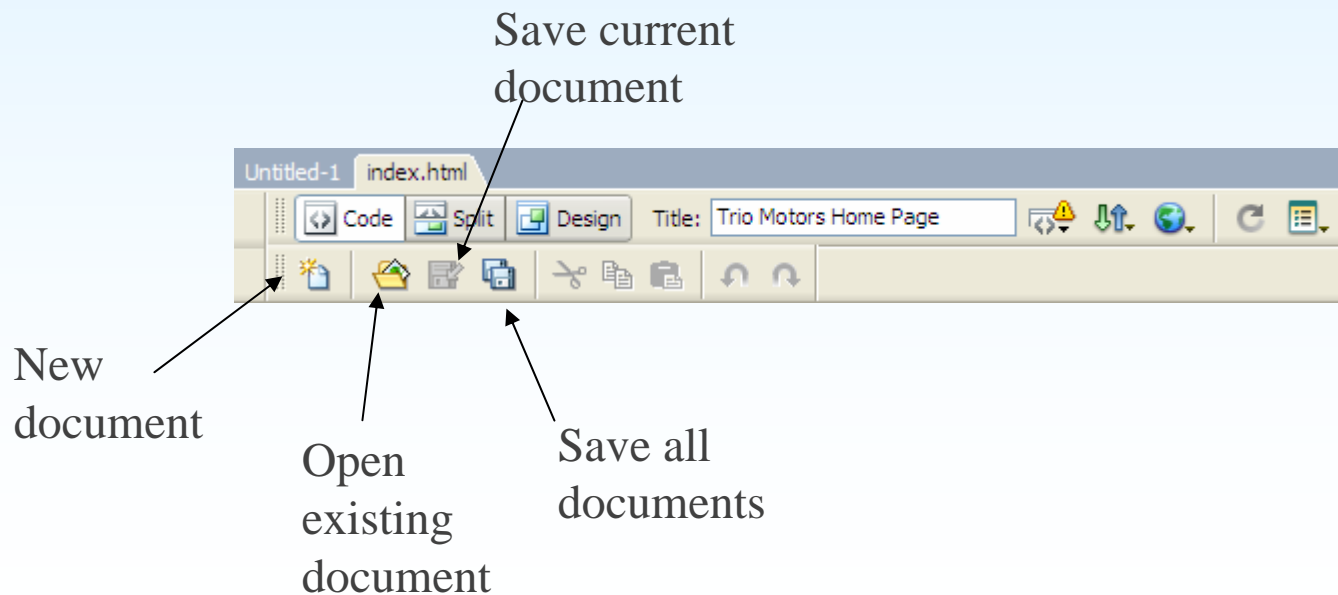 Save current
document
Untitled-1 index.html
Code Split Design Title: Trio Motors Home Page
New
document
Open
existing
document
Save all
documents